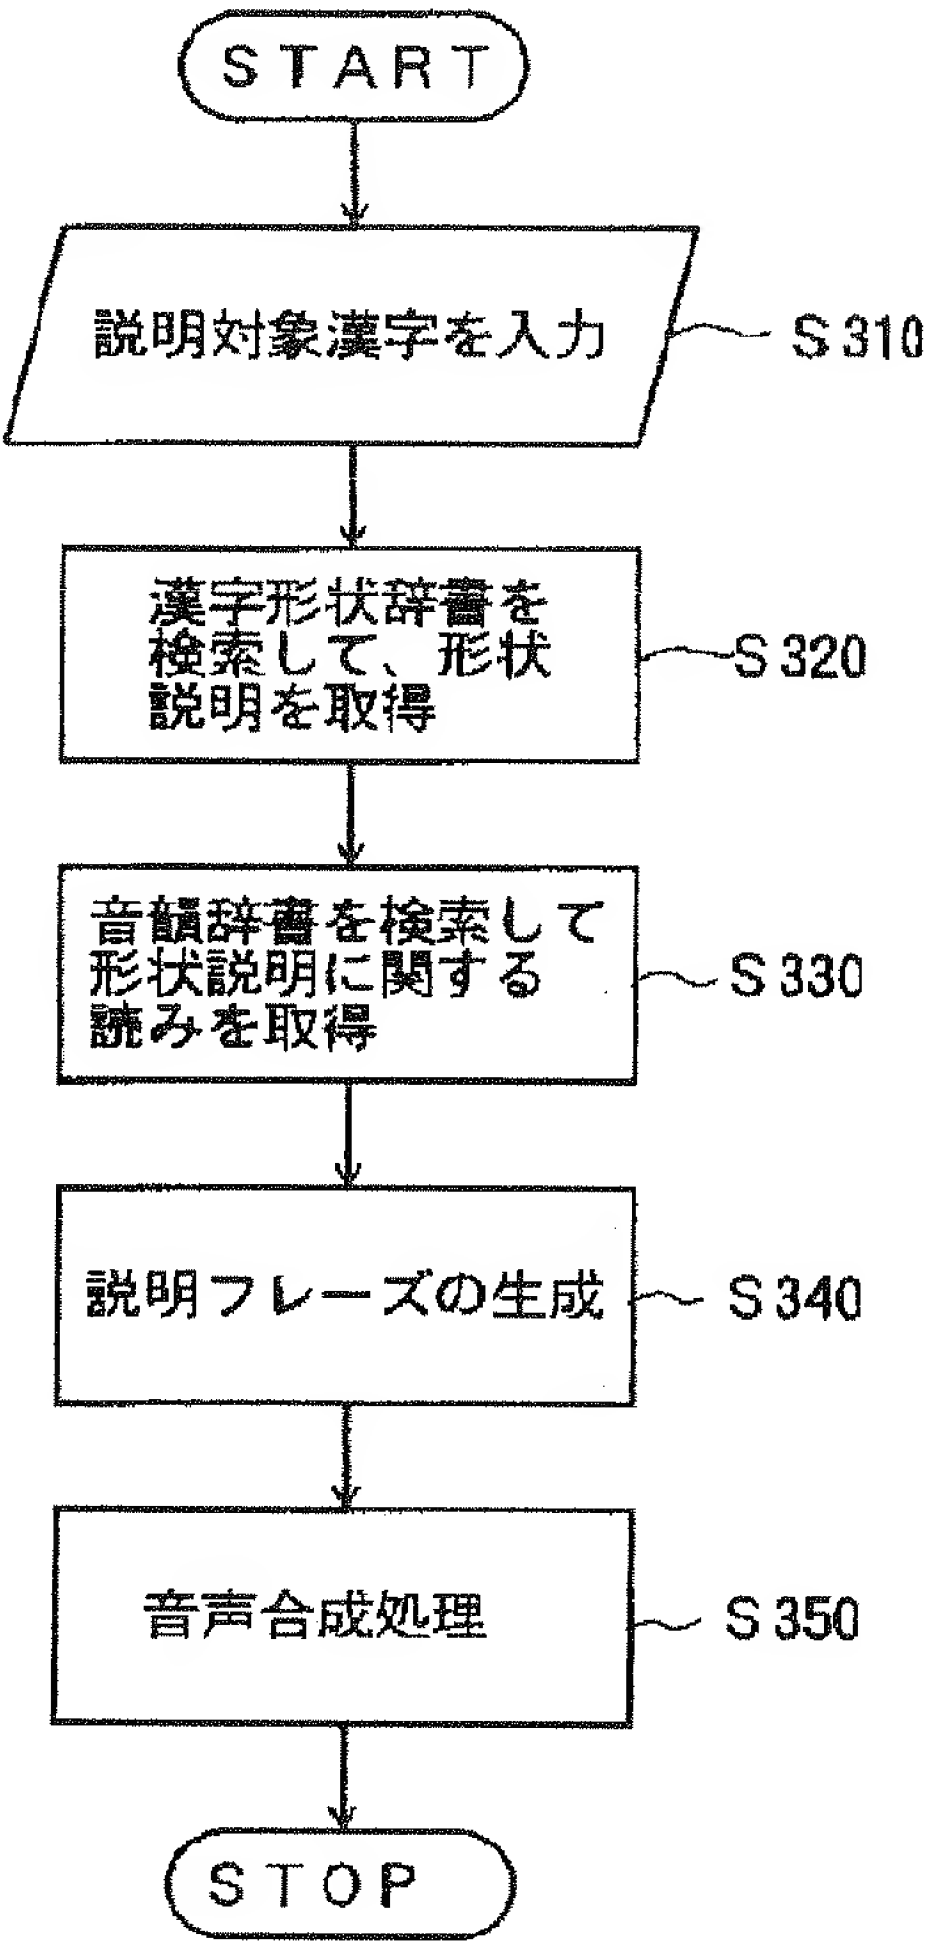 START
説明対象漢字を入力
S310
漢字形状辞書を
検索して、形状
説明を取得
S320
音韻辞書を検索して
形状説明に関する
読みを取得
S330
説明フレーズの生成
S340
音声合成処理
S350
STOP